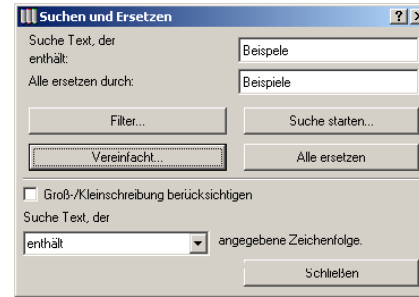 Suchen und Ersetzen
Suche Text, der
enthält:
Beispele
Alle ersetzen durch:
Beispiele
Filter...
Suche starten...
Vereinfacht...
Alle ersetzen
Groß-/Kleinschreibung berücksichtigen
Suche Text, der
enthält
angegebene Zeichenfolge.
Schließen